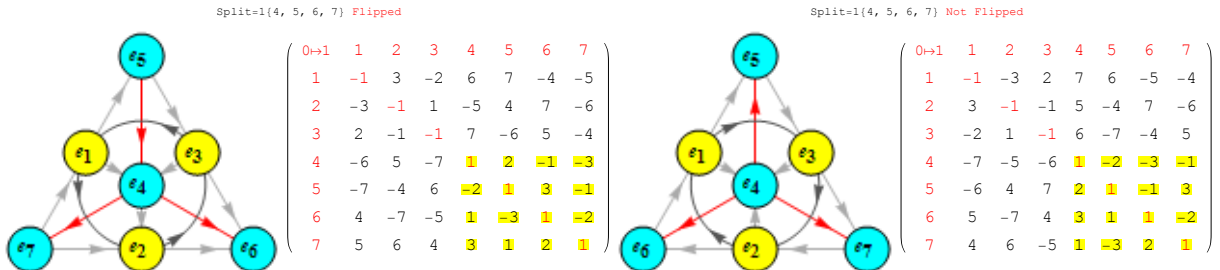 Split=1{4, 5, 6, 7} Flipped
e5
e1 e3
e4
e7 e2 e6
0↦1 1 2 3 4 5 6 7
1 -1 3 -2 6 7 -4 -5
2 -3 -1 1 -5 4 7 -6
3 2 -1 -1 7 -6 5 -4
4 -6 5 -7 1 2 -1 -3
5 -7 -4 6 -2 1 3 -1
6 4 -7 -5 1 -3 1 -2
7 5 6 4 3 1 2 1
Split=1{4, 5, 6, 7} Not Flipped
e5
e1 e3
e4
e6 e2 e7
0↦1 1 2 3 4 5 6 7
1 -1 -3 2 7 6 -5 -4
2 3 -1 -1 5 -4 7 -6
3 -2 1 -1 6 -7 -4 5
4 -7 -5 -6 1 -2 -3 -1
5 -6 4 7 2 1 -1 3
6 5 -7 4 3 1 1 -2
7 4 6 -5 1 -3 2 1